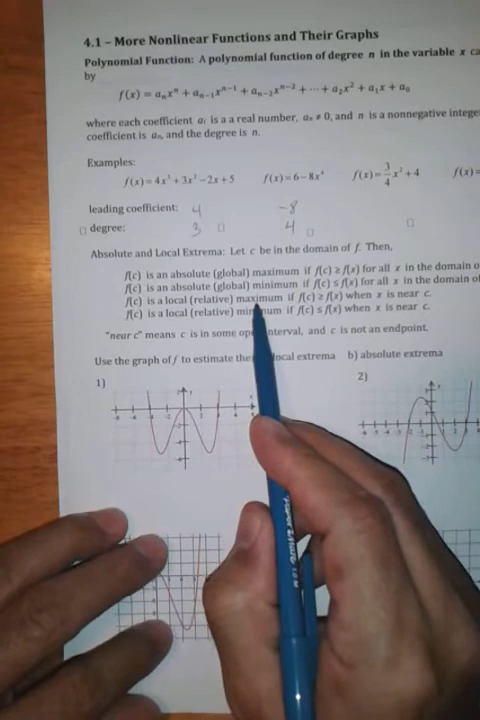 4.1 – More Nonlinear Functions and Their Graphs
Polynomial Function: A polynomial function of degree n in the variable x
by
f(x) = aₙxⁿ + aₙ₋₁xⁿ⁻¹ + aₙ₋₂xⁿ⁻² + ⋯ + a₂x² + a₁x + a₀
where each coefficient aᵢ is a a real number, aₙ ≠ 0, and n is a nonnegative
coefficient is aₙ, and the degree is n.
Examples:
f(x) = 4x³ + 3x² − 2x + 5 f(x) = 6 − 8x⁴ f(x) = 3/4 x² + 4 f(x) =
leading coefficient: 4 −8
degree: 3 4
Absolute and Local Extrema: Let c be in the domain of f. Then,
f(c) is an absolute (global) maximum if f(c) ≥ f(x) for all x in the domain
f(c) is an absolute (global) minimum if f(c) ≤ f(x) for all x in the domain
f(c) is a local (relative) maximum if f(c) ≥ f(x) when x is near c.
f(c) is a local (relative) minimum if f(c) ≤ f(x) when x is near c.
"near c" means c is in some open interval, and c is not an endpoint.
Use the graph of f to estimate the local extrema b) absolute extrema
1) 2)